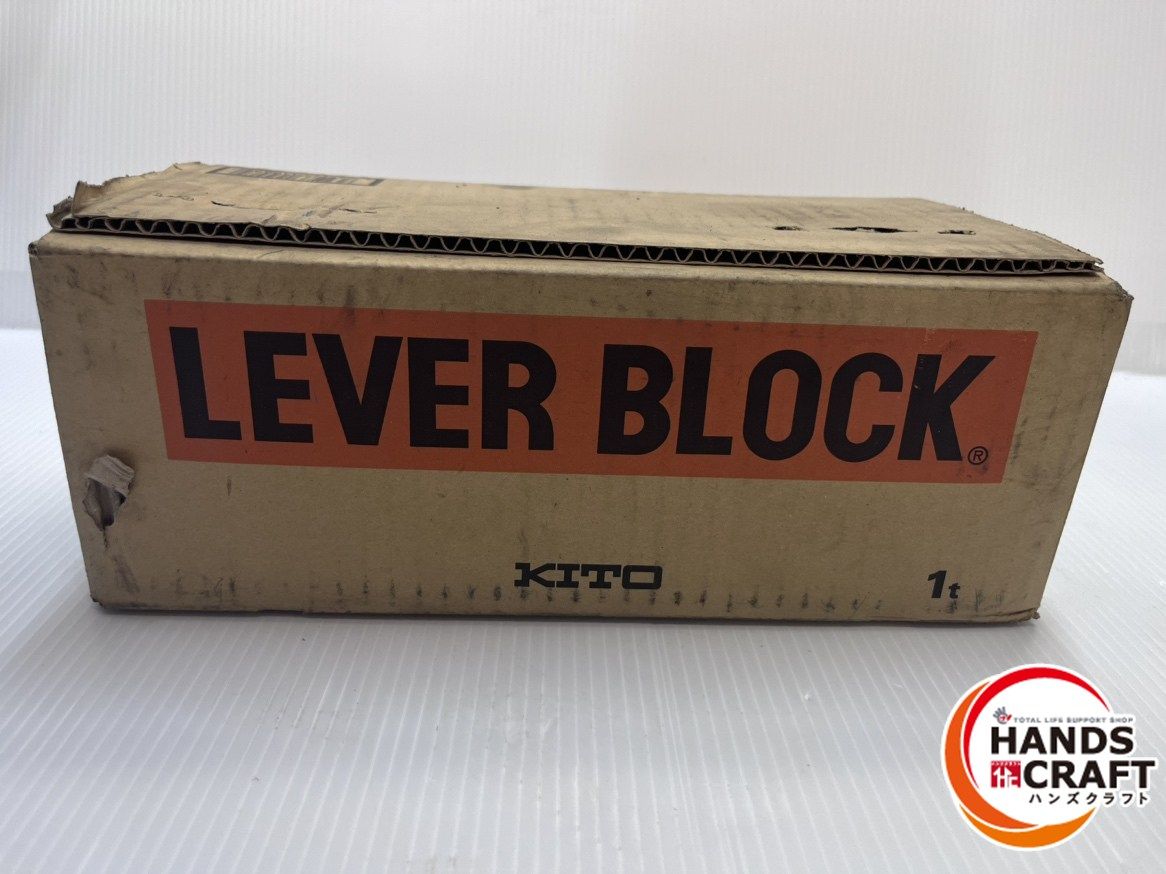 LEVER BLOCK®
KITO
1t
TOTAL LIFE SUPPORT SHOP
HANDS
CRAFT
ハンズクラフト